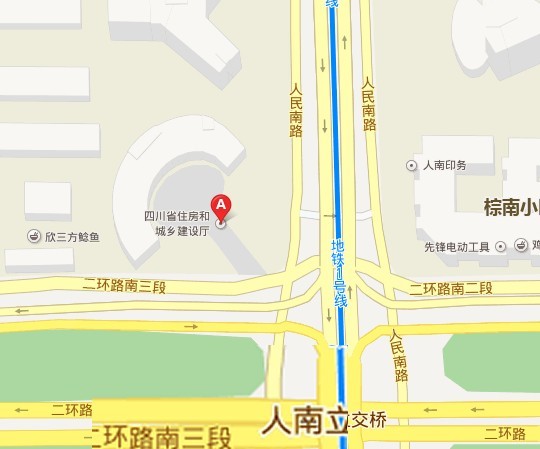 线
人民南路
人民南路
人南印务
A
四川省住房和
城乡建设厅
棕南小
欣三方鲶鱼
先锋电动工具
鸡
地铁1号线
二环路南三段
二环路南二段
人民南路
二环路
人南立交桥
二环路南三段
二环路